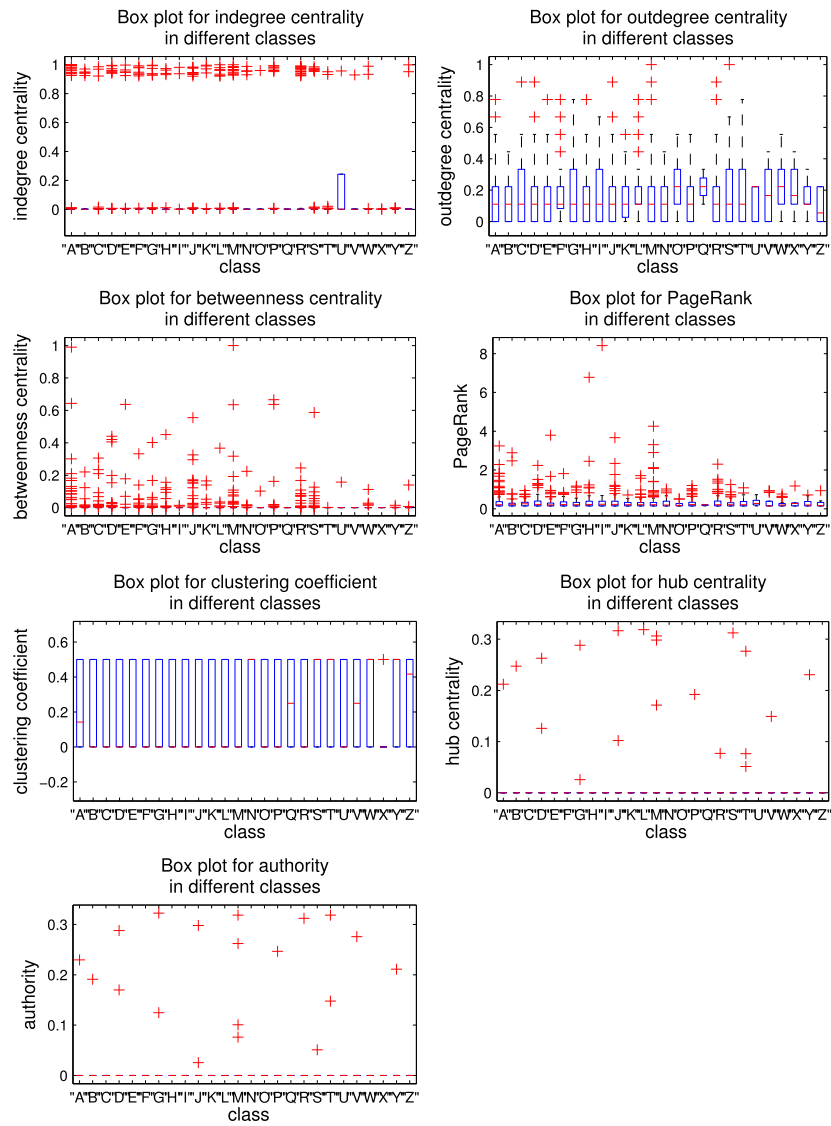 Box plot for indegree centrality
in different classes
indegree centrality
1
0.8
0.6
0.4
0.2
0
"A""B""C""D""E""F""G""H""I""J""K""L""M""N""O""P""Q""R""S""T""U""V""W""X""Y""Z"
class
Box plot for outdegree centrality
in different classes
outdegree centrality
1
0.8
0.6
0.4
0.2
0
"A""B""C""D""E""F""G""H""I""J""K""L""M""N""O""P""Q""R""S""T""U""V""W""X""Y""Z"
class
Box plot for betweenness centrality
in different classes
betweenness centrality
1
0.8
0.6
0.4
0.2
0
"A""B""C""D""E""F""G""H""I""J""K""L""M""N""O""P""Q""R""S""T""U""V""W""X""Y""Z"
class
Box plot for PageRank
in different classes
PageRank
8
6
4
2
0
"A""B""C""D""E""F""G""H""I""J""K""L""M""N""O""P""Q""R""S""T""U""V""W""X""Y""Z"
class
Box plot for clustering coefficient
in different classes
clustering coefficient
0.6
0.4
0.2
0
−0.2
"A""B""C""D""E""F""G""H""I""J""K""L""M""N""O""P""Q""R""S""T""U""V""W""X""Y""Z"
class
Box plot for hub centrality
in different classes
hub centrality
0.3
0.2
0.1
0
"A""B""C""D""E""F""G""H""I""J""K""L""M""N""O""P""Q""R""S""T""U""V""W""X""Y""Z"
class
Box plot for authority
in different classes
authority
0.3
0.2
0.1
0
"A""B""C""D""E""F""G""H""I""J""K""L""M""N""O""P""Q""R""S""T""U""V""W""X""Y""Z"
class